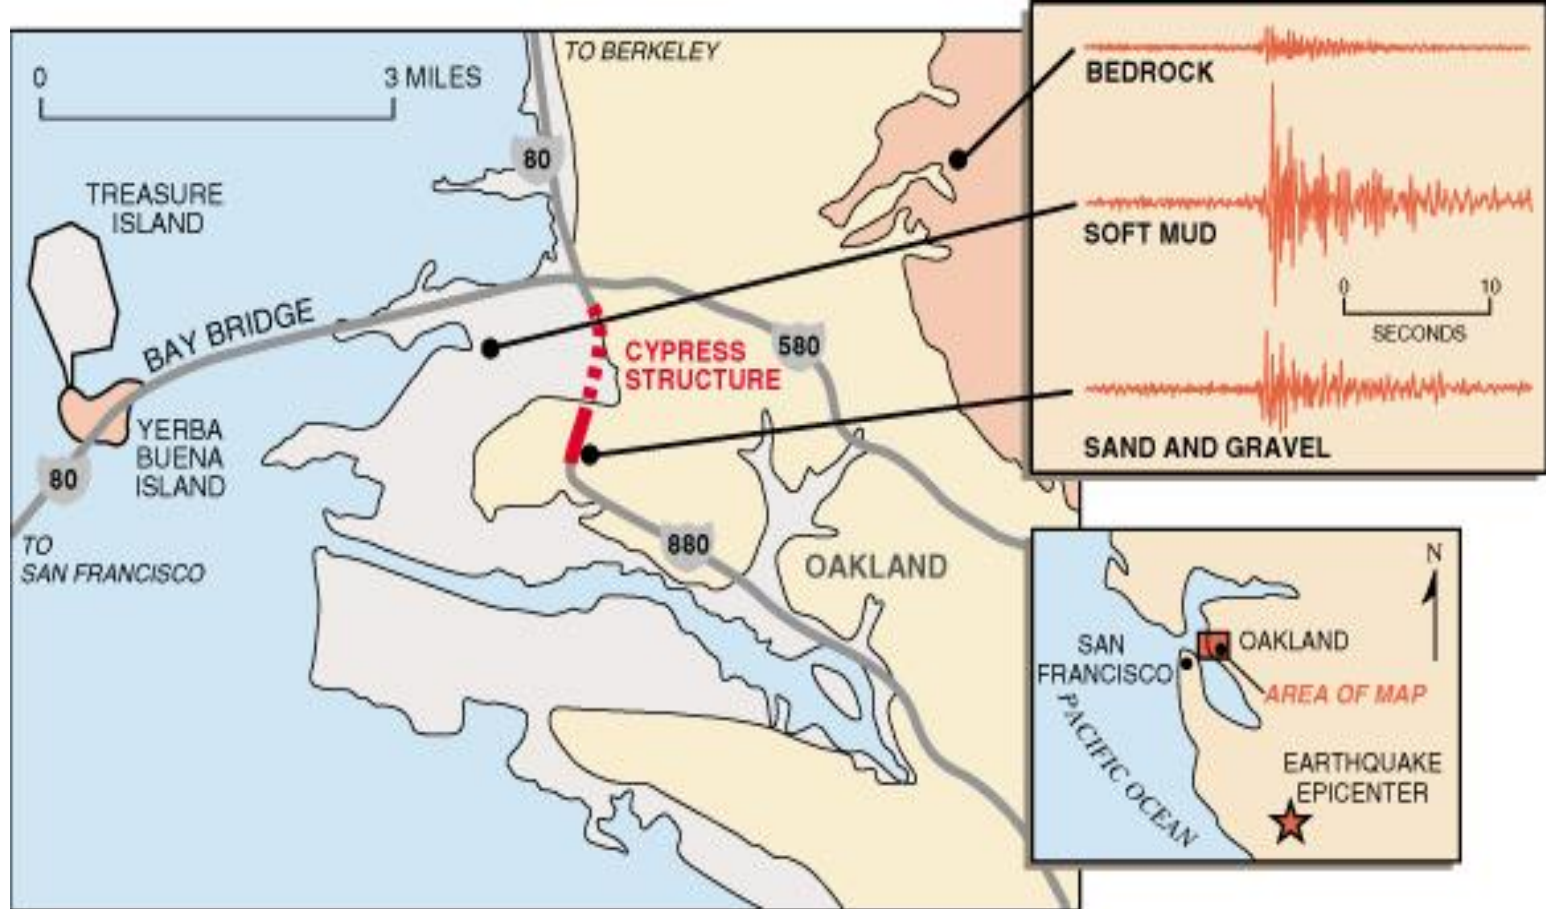 0
3 MILES
TO BERKELEY
80
TREASURE
ISLAND
BAY BRIDGE
580
CYPRESS
STRUCTURE
YERBA
BUENA
ISLAND
80
TO
SAN FRANCISCO
880
OAKLAND
BEDROCK
SOFT MUD
0
10
SECONDS
SAND AND GRAVEL
N
SAN
FRANCISCO
OAKLAND
AREA OF MAP
PACIFIC OCEAN
EARTHQUAKE
EPICENTER